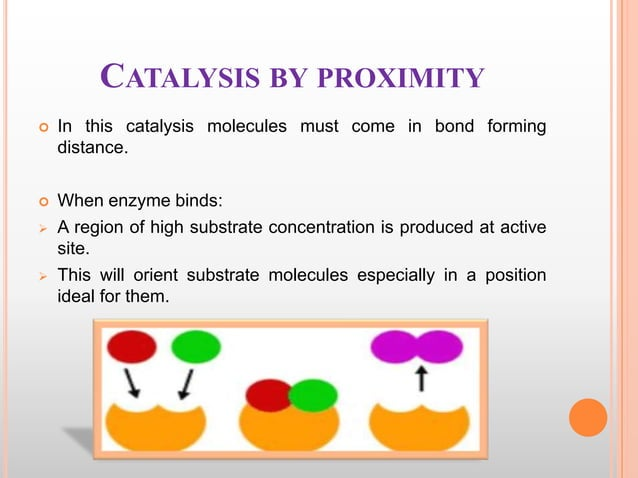 CATALYSIS BY PROXIMITY
In this catalysis molecules must come in bond forming
distance.
When enzyme binds:
A region of high substrate concentration is produced at active
site.
This will orient substrate molecules especially in a position
ideal for them.